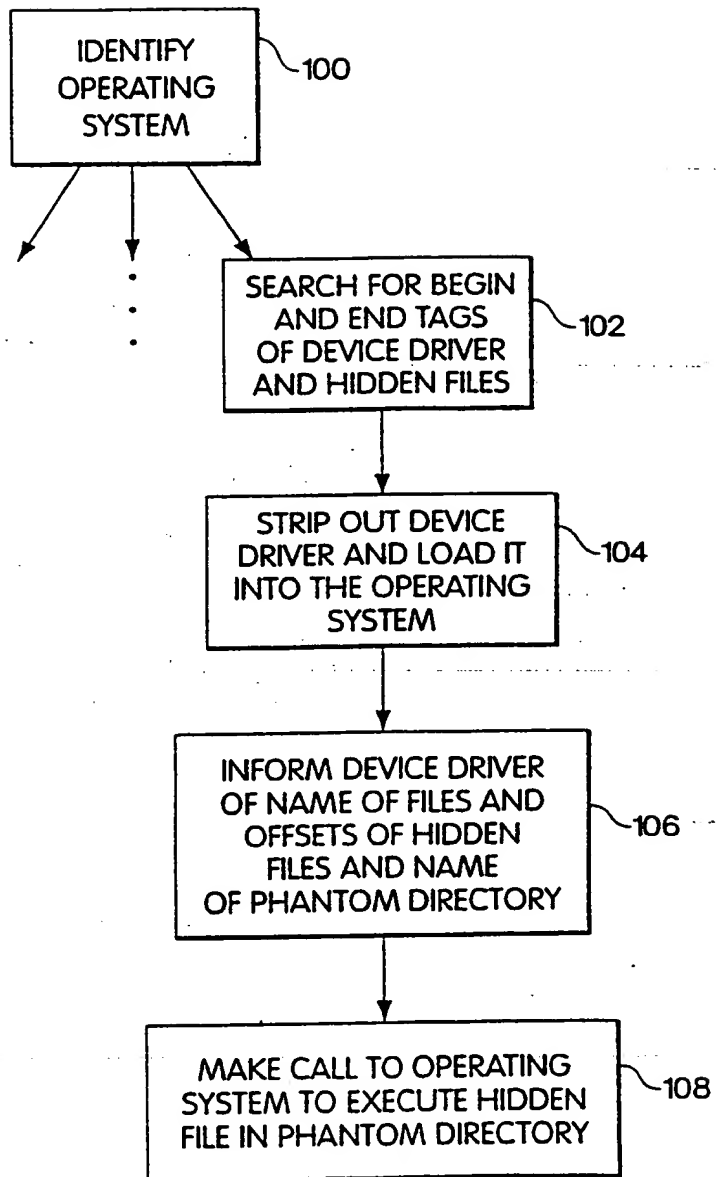 IDENTIFY
OPERATING
SYSTEM
100
SEARCH FOR BEGIN
AND END TAGS
OF DEVICE DRIVER
AND HIDDEN FILES
102
STRIP OUT DEVICE
DRIVER AND LOAD IT
INTO THE OPERATING
SYSTEM
104
INFORM DEVICE DRIVER
OF NAME OF FILES AND
OFFSETS OF HIDDEN
FILES AND NAME
OF PHANTOM DIRECTORY
106
MAKE CALL TO OPERATING
SYSTEM TO EXECUTE HIDDEN
FILE IN PHANTOM DIRECTORY
108